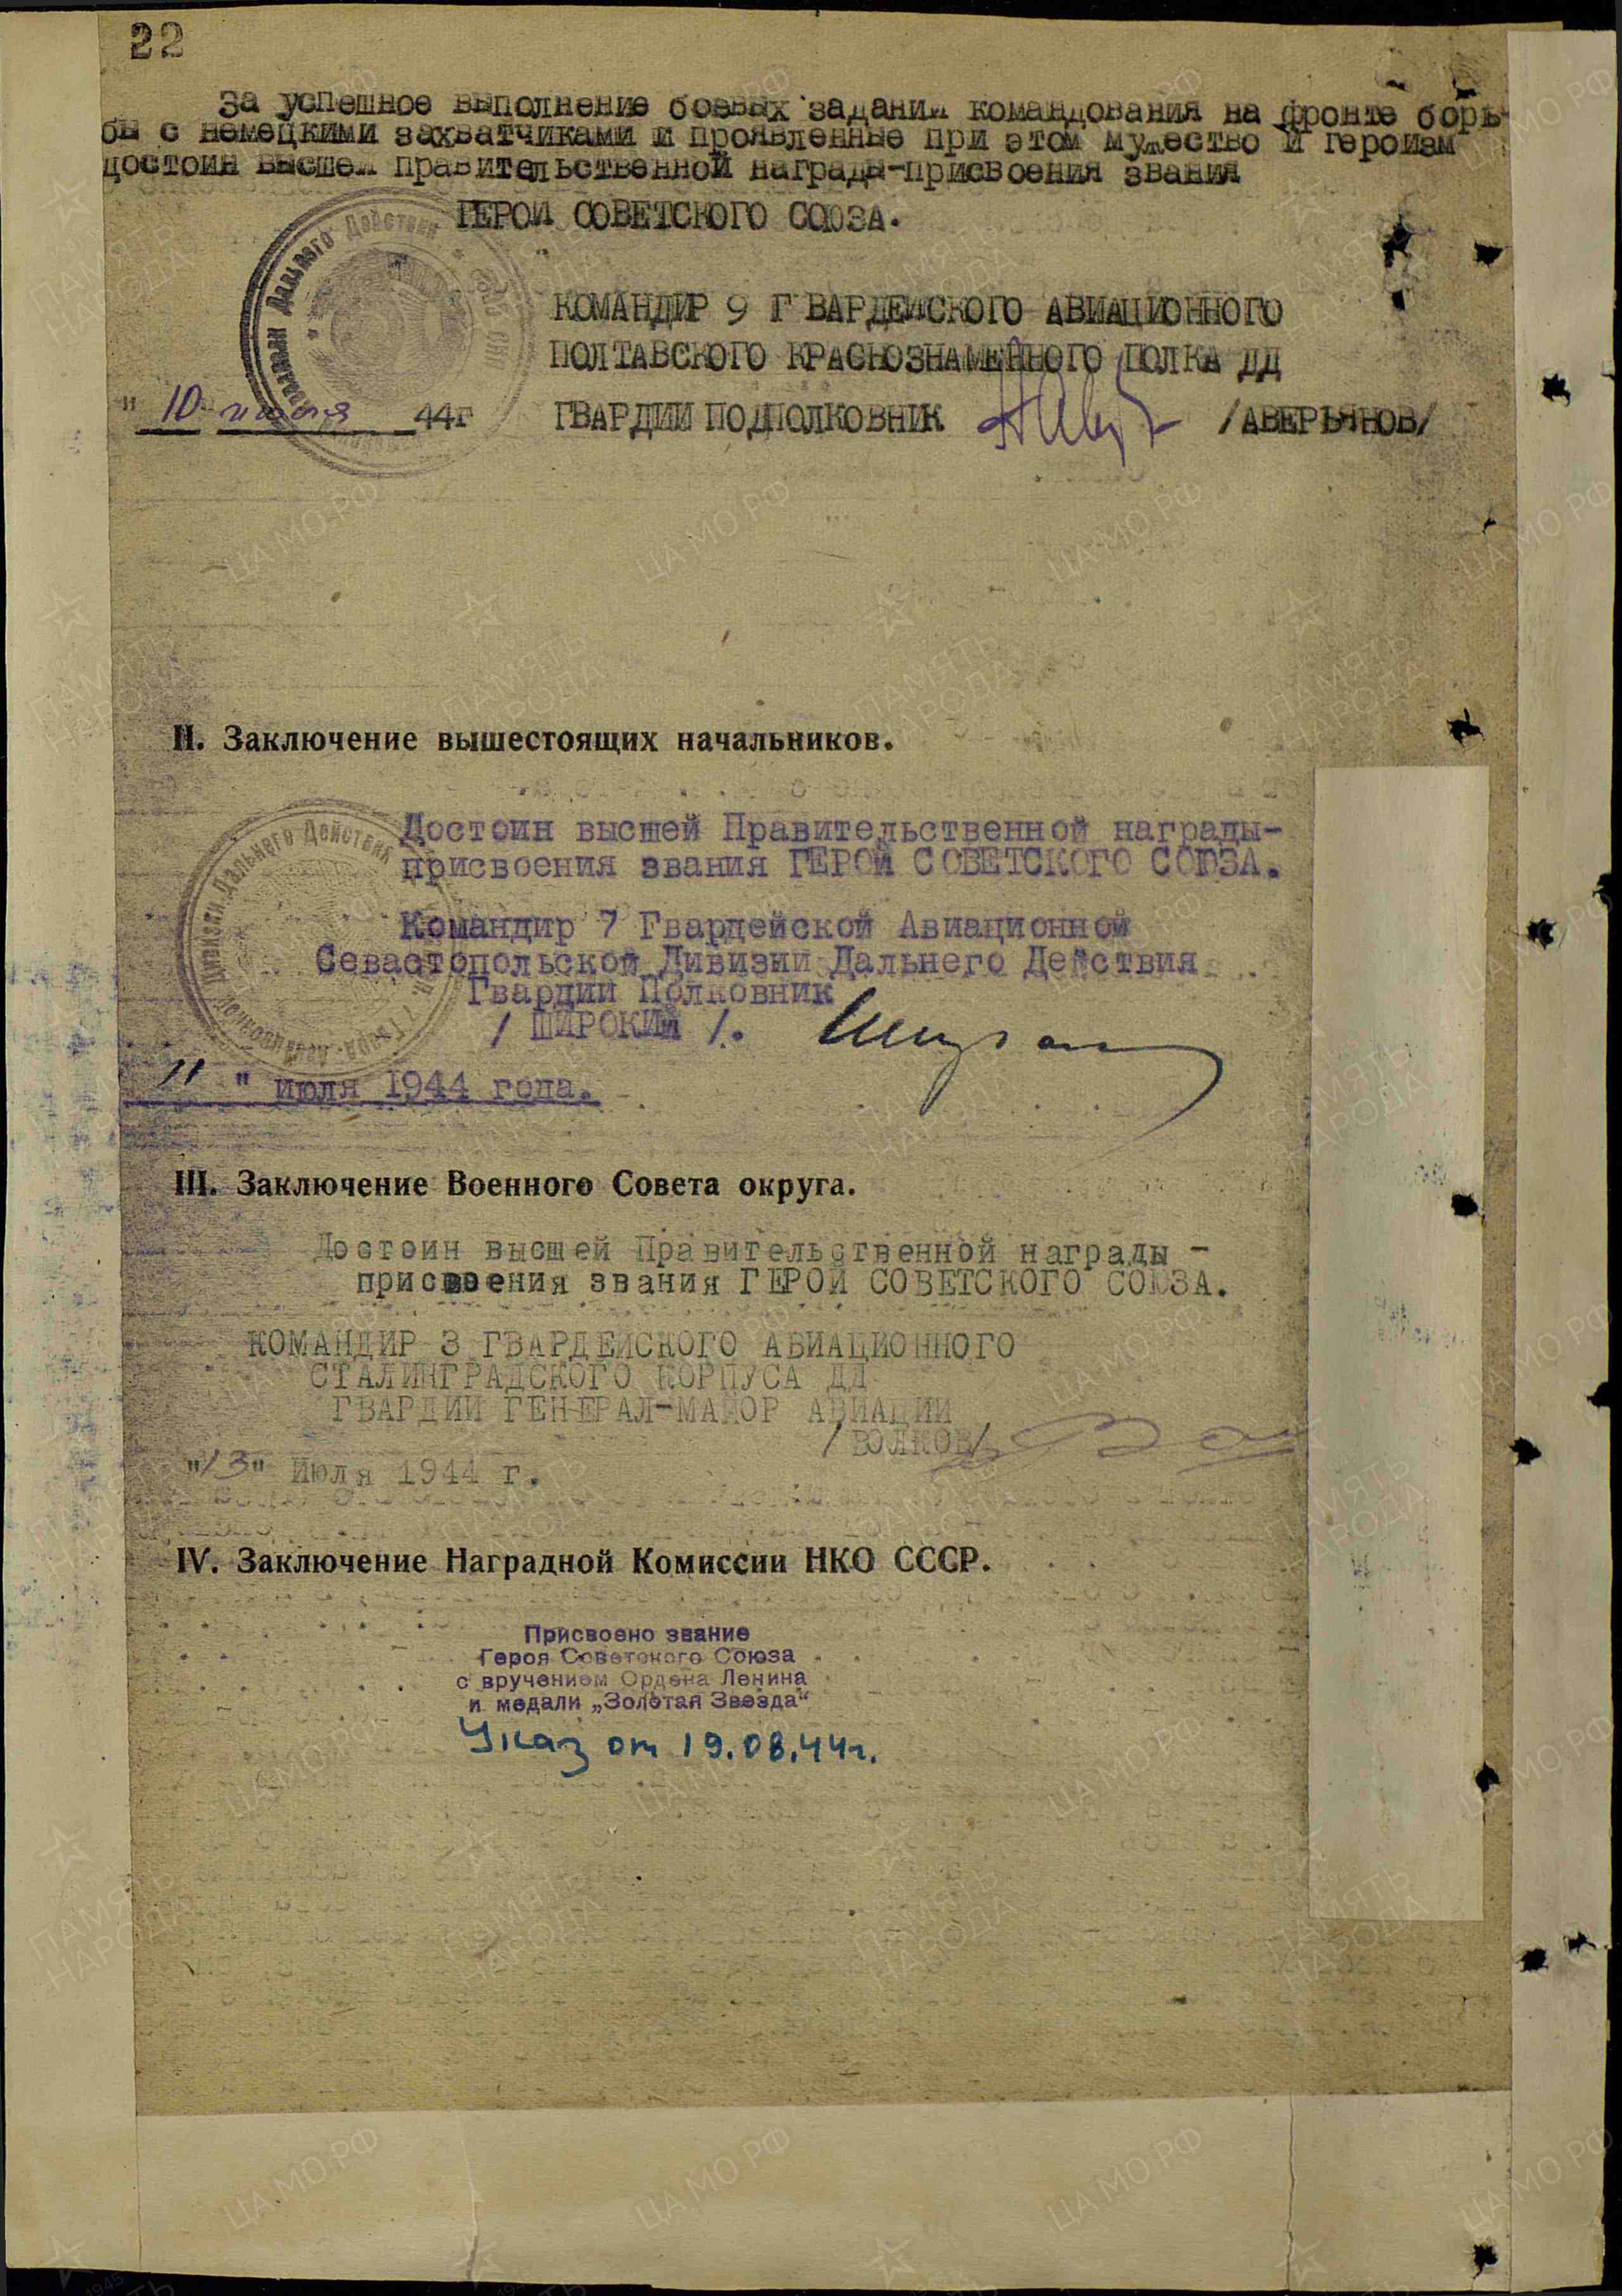 22
За успешное выполнение боевых заданий командования на фронте борь-
бы с немецкими захватчиками и проявленные при этом мужество и героизм
достоин высшей правительственной награды-присвоения звания
ГЕРОЙ СОВЕТСКОГО СОЮЗА.
КОМАНДИР 9 ГВАРДЕЙСКОГО АВИАЦИОННОГО
ПОЛТАВСКОГО КРАСНОЗНАМЕННОГО ПОЛКА ДД
" 10 " июля 44г ГВАРДИИ ПОДПОЛКОВНИК /АВЕРЬЯНОВ/
II. Заключение вышестоящих начальников.
Достоин высшей Правительственной награды-
присвоения звания ГЕРОЙ СОВЕТСКОГО СОЮЗА.
Командир 7 Гвардейской Авиационной
Севастопольской Дивизии Дальнего Действия
Гвардии Полковник
/ ШИРОКИЙ /.
11 " июля 1944 года.
III. Заключение Военного Совета округа.
Достоин высшей Правительственной награды -
присвоения звания ГЕРОЙ СОВЕТСКОГО СОЮЗА.
КОМАНДИР 3 ГВАРДЕЙСКОГО АВИАЦИОННОГО
СТАЛИНГРАДСКОГО КОРПУСА ДД
ГВАРДИИ ГЕНЕРАЛ-МАЙОР АВИАЦИИ
/ ВОЛКОВ/
"13" Июля 1944 г.
IV. Заключение Наградной Комиссии НКО СССР.
Присвоено звание
Героя Советского Союза
с вручением Ордена Ленина
и медали „Золотая Звезда"
Указ от 19.08.44г.